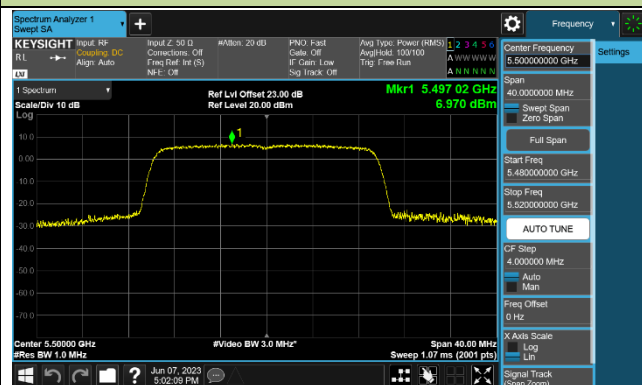 Spectrum Analyzer 1
Swept SA
Frequency
KEYSIGHT
RL
LXI
Input: RF
Coupling: DC
Align: Auto
Input Z: 50 Ω
Corrections: Off
Freq Ref: Int (S)
NFE: Off
#Atten: 20 dB
PNO: Fast
Gate: Off
IF Gain: Low
Sig Track: Off
Avg Type: Power (RMS)
Avg|Hold: 100/100
Trig: Free Run
1 2 3 4 5 6
A W W W W W
A N N N N N
1 Spectrum
Scale/Div 10 dB
Log
Ref Lvl Offset 23.00 dB
Ref Level 20.00 dBm
Mkr1 5.497 02 GHz
6.970 dBm
1
10.0
0.00
-10.0
-20.0
-30.0
-40.0
-50.0
-60.0
-70.0
Center 5.50000 GHz
#Res BW 1.0 MHz
#Video BW 3.0 MHz*
Span 40.00 MHz
Sweep 1.07 ms (2001 pts)
Jun 07, 2023
5:02:09 PM
Settings
Center Frequency
5.500000000 GHz
Span
40.0000000 MHz
Swept Span
Zero Span
Full Span
Start Freq
5.480000000 GHz
Stop Freq
5.520000000 GHz
AUTO TUNE
CF Step
4.000000 MHz
Auto
Man
Freq Offset
0 Hz
X Axis Scale
Log
Lin
Signal Track
(Span Zoom)